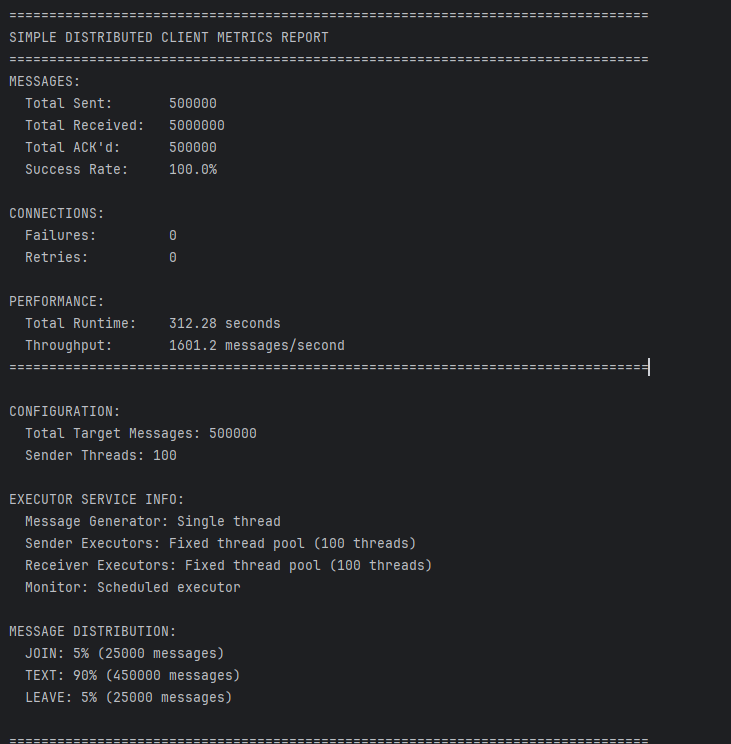 ================================================================================
SIMPLE DISTRIBUTED CLIENT METRICS REPORT
================================================================================
MESSAGES:
  Total Sent:       500000
  Total Received:   5000000
  Total ACK'd:      500000
  Success Rate:     100.0%

CONNECTIONS:
  Failures:         0
  Retries:          0

PERFORMANCE:
  Total Runtime:    312.28 seconds
  Throughput:       1601.2 messages/second
================================================================================

CONFIGURATION:
  Total Target Messages: 500000
  Sender Threads: 100

EXECUTOR SERVICE INFO:
  Message Generator: Single thread
  Sender Executors: Fixed thread pool (100 threads)
  Receiver Executors: Fixed thread pool (100 threads)
  Monitor: Scheduled executor

MESSAGE DISTRIBUTION:
  JOIN: 5% (25000 messages)
  TEXT: 90% (450000 messages)
  LEAVE: 5% (25000 messages)

================================================================================